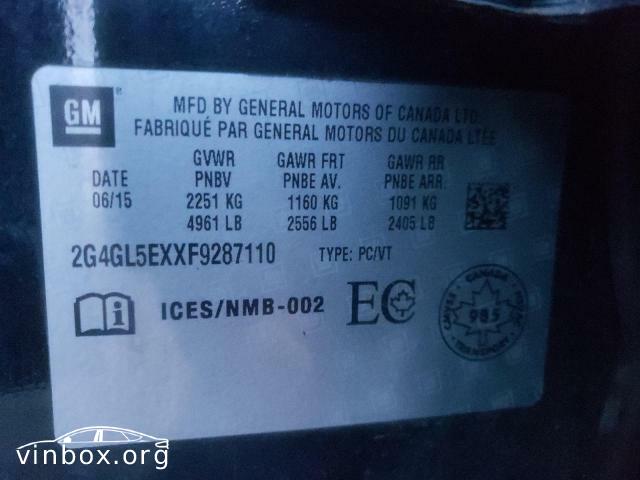 GM
MFD BY GENERAL MOTORS OF CANADA LTD.
FABRIQUÉ PAR GENERAL MOTORS DU CANADA LTÉE
GVWR GAWR FRT GAWR RR
DATE PNBV PNBE AV. PNBE ARR.
06/15 2251 KG 1160 KG 1091 KG
4961 LB 2556 LB 2405 LB
2G4GL5EXXF9287110 TYPE: PC/VT
i ICES/NMB-002 EC
CANADA
985
TRANSPORT
vinbox.org